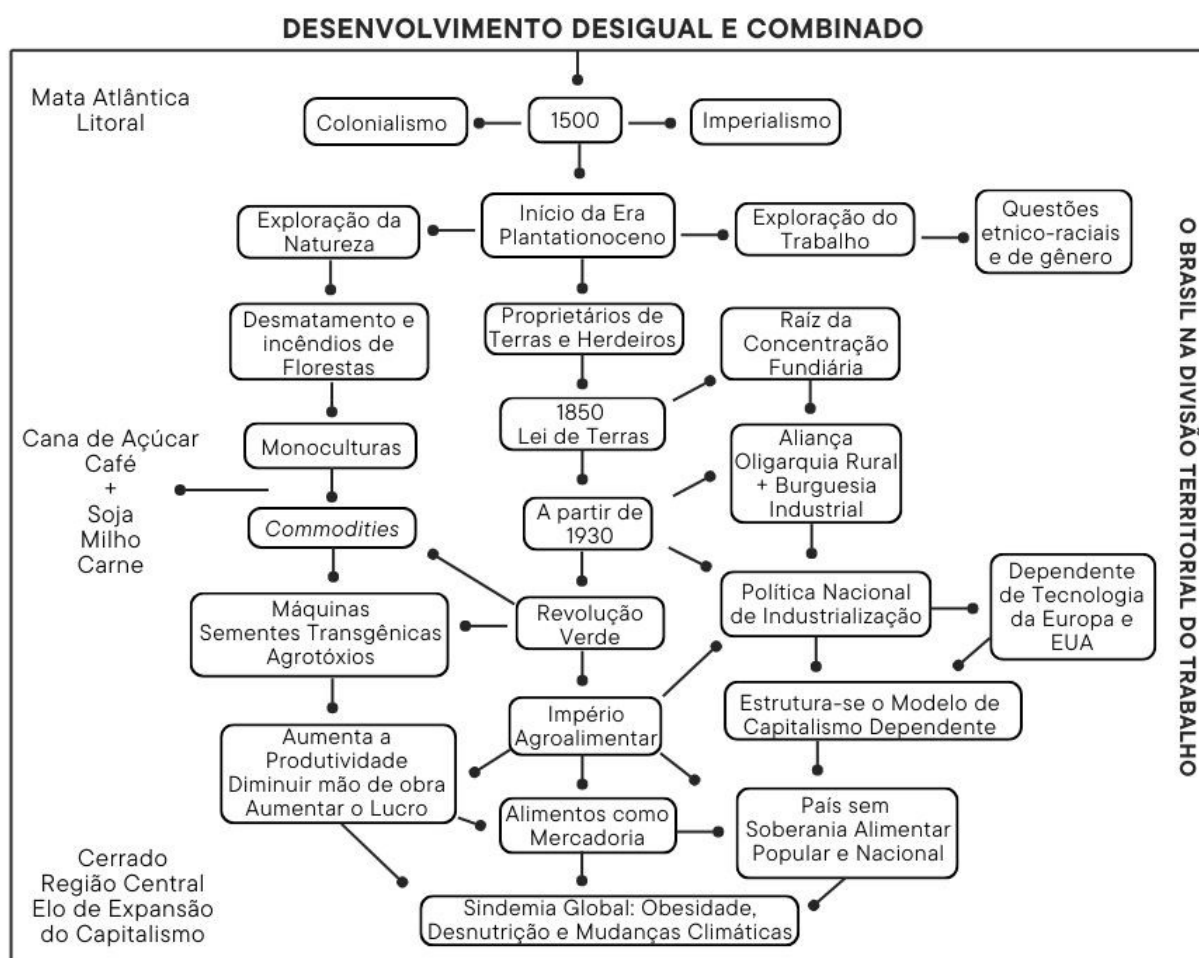 DESENVOLVIMENTO DESIGUAL E COMBINADO
Mata Atlântica
Litoral
Colonialismo
1500
Imperialismo
Exploração da
Natureza
Início da Era
Plantationoceno
Exploração do
Trabalho
Questões
etnico-raciais
e de gênero
Desmatamento e
incêndios de
Florestas
Proprietários de
Terras e Herdeiros
Raíz da
Concentração
Fundiária
1850
Lei de Terras
Monoculturas
Cana de Açúcar
Café
+
Soja
Milho
Carne
Aliança
Oligarquia Rural
+ Burguesia
Industrial
Commodities
A partir de
1930
Máquinas
Sementes Transgênicas
Agrotóxios
Revolução
Verde
Política Nacional
de Industrialização
Dependente
de Tecnologia
da Europa e
EUA
Império
Agroalimentar
Estrutura-se o Modelo de
Capitalismo Dependente
Aumenta a
Produtividade
Diminuir mão de obra
Aumentar o Lucro
Alimentos como
Mercadoria
País sem
Soberania Alimentar
Popular e Nacional
Cerrado
Região Central
Elo de Expansão
do Capitalismo
Sindemia Global: Obesidade,
Desnutrição e Mudanças Climáticas
O BRASIL NA DIVISÃO TERRITORIAL DO TRABALHO